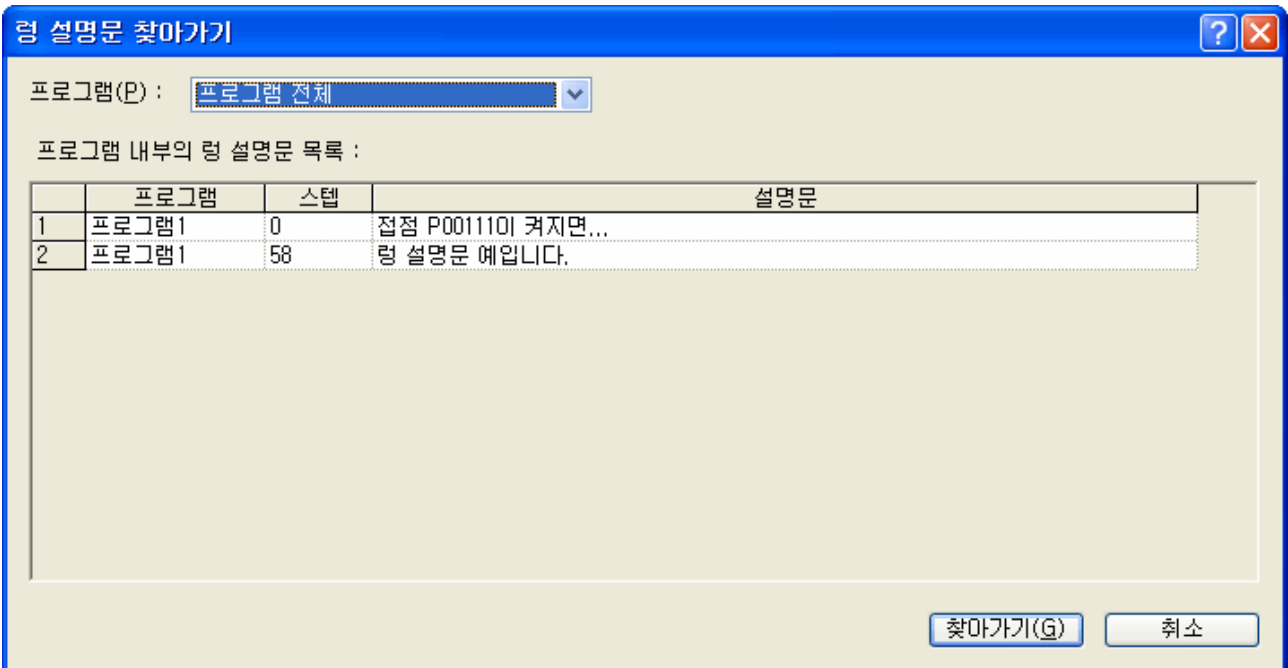 렁 설명문 찾아가기
프로그램(P) : 프로그램 전체
프로그램 내부의 렁 설명문 목록 :
프로그램 스텝 설명문
1 프로그램1 0 접점 P00111이 켜지면...
2 프로그램1 58 렁 설명문 예입니다.
찾아가기(G) 취소